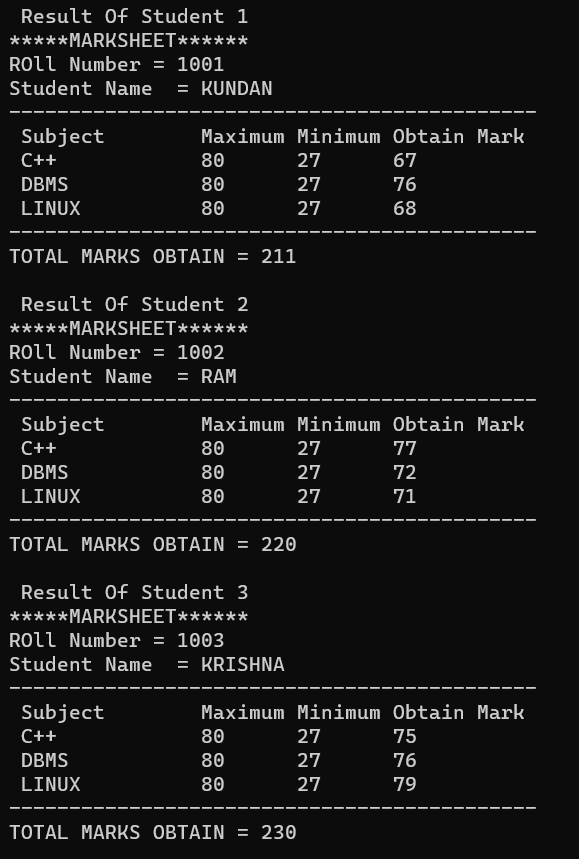 Result Of Student 1
*****MARKSHEET******
ROll Number = 1001
Student Name  = KUNDAN
--------------------------------------------
 Subject        Maximum Minimum Obtain Mark
 C++            80      27      67
 DBMS           80      27      76
 LINUX          80      27      68
--------------------------------------------
TOTAL MARKS OBTAIN = 211

 Result Of Student 2
*****MARKSHEET******
ROll Number = 1002
Student Name  = RAM
--------------------------------------------
 Subject        Maximum Minimum Obtain Mark
 C++            80      27      77
 DBMS           80      27      72
 LINUX          80      27      71
--------------------------------------------
TOTAL MARKS OBTAIN = 220

 Result Of Student 3
*****MARKSHEET******
ROll Number = 1003
Student Name  = KRISHNA
--------------------------------------------
 Subject        Maximum Minimum Obtain Mark
 C++            80      27      75
 DBMS           80      27      76
 LINUX          80      27      79
--------------------------------------------
TOTAL MARKS OBTAIN = 230